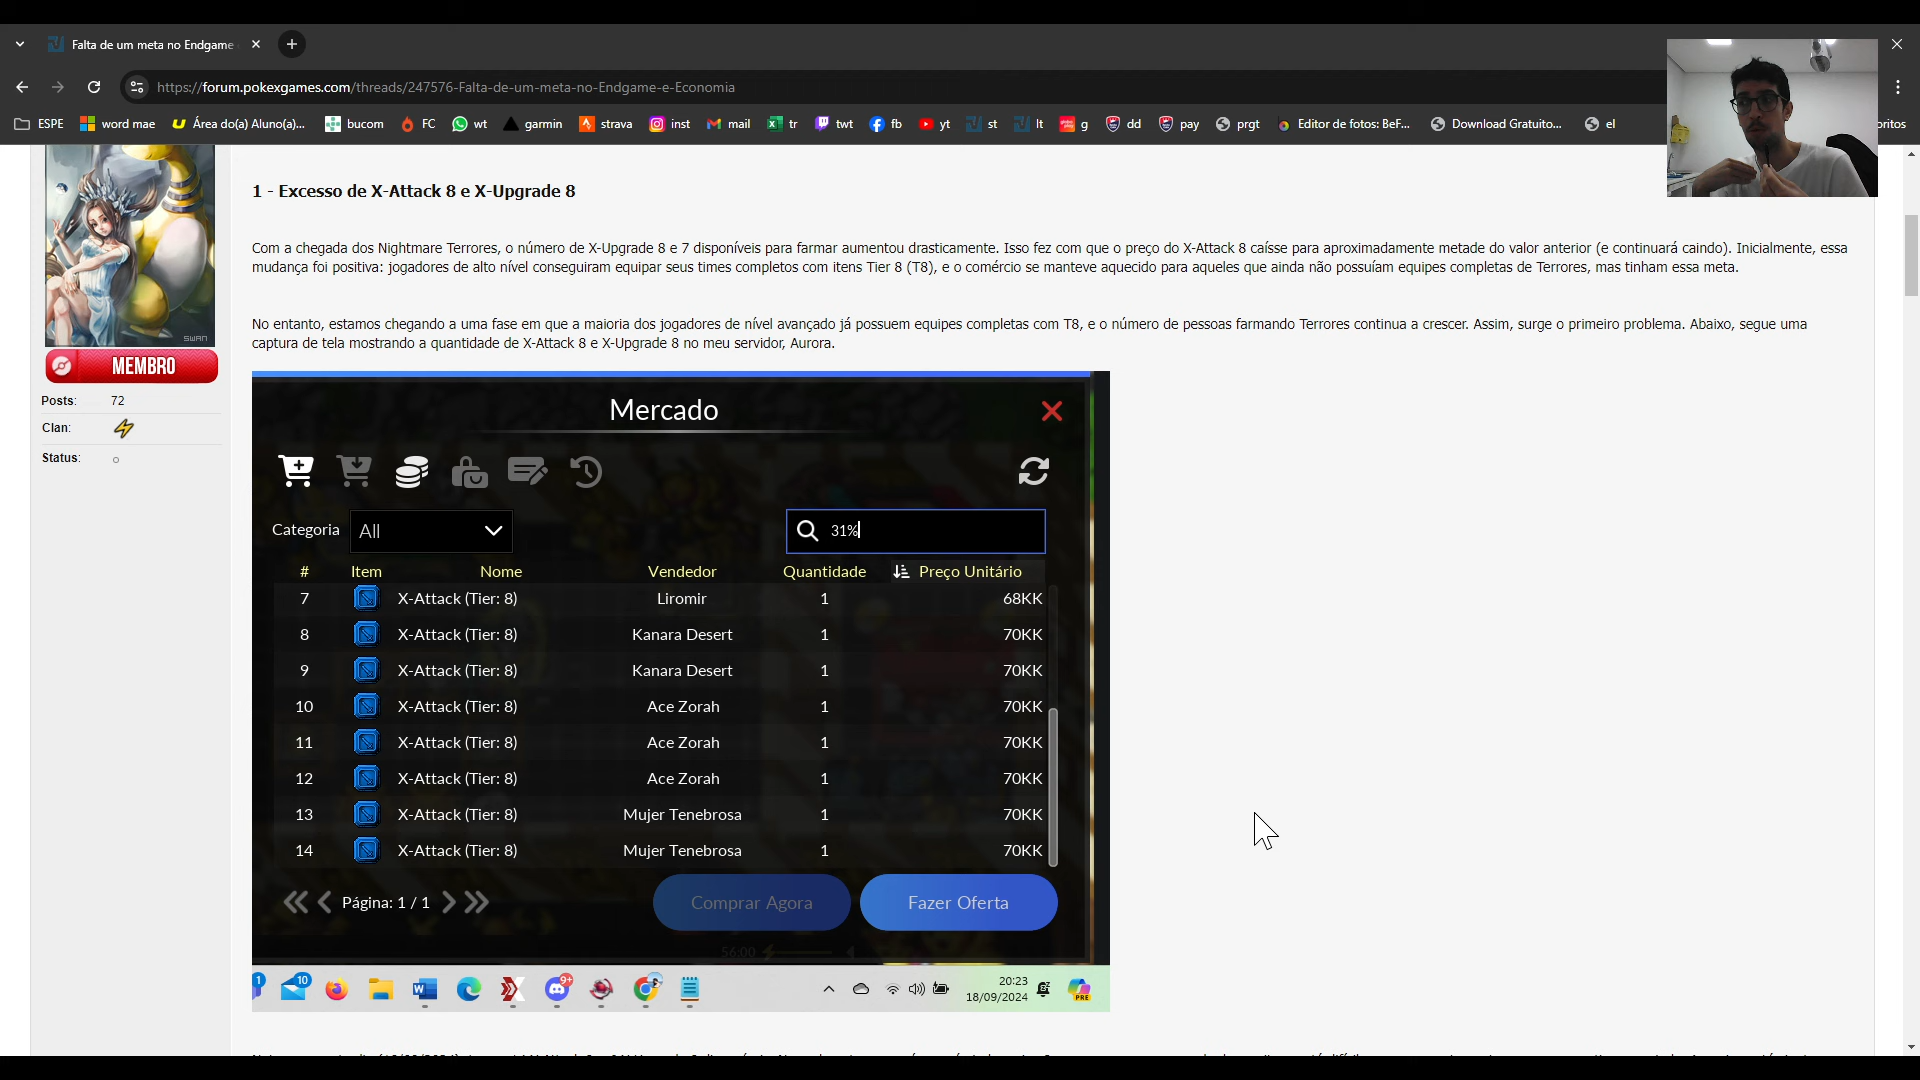 Falta de um meta no Endgame
https://forum.pokexgames.com/threads/247576-Falta-de-um-meta-no-Endgame-e-Economia
ESPE word mae Área do(a) Aluno(a)... bucom FC wt garmin strava inst mail tr twt fb yt st lt g dd pay prgt Editor de fotos: BeF... Download Gratuito... el oritos
1 - Excesso de X-Attack 8 e X-Upgrade 8
Com a chegada dos Nightmare Terrores, o número de X-Upgrade 8 e 7 disponíveis para farmar aumentou drasticamente. Isso fez com que o preço do X-Attack 8 caísse para aproximadamente metade do valor anterior (e continuará caindo). Inicialmente, essa
mudança foi positiva: jogadores de alto nível conseguiram equipar seus times completos com itens Tier 8 (T8), e o comércio se manteve aquecido para aqueles que ainda não possuíam equipes completas de Terrores, mas tinham essa meta.
No entanto, estamos chegando a uma fase em que a maioria dos jogadores de nível avançado já possuem equipes completas com T8, e o número de pessoas farmando Terrores continua a crescer. Assim, surge o primeiro problema. Abaixo, segue uma
captura de tela mostrando a quantidade de X-Attack 8 e X-Upgrade 8 no meu servidor, Aurora.
SWAN
MEMBRO
Posts: 72
Clan:
Status:
Mercado
Categoria All 31%
# Item Nome Vendedor Quantidade Preço Unitário
7 X-Attack (Tier: 8) Liromir 1 68KK
8 X-Attack (Tier: 8) Kanara Desert 1 70KK
9 X-Attack (Tier: 8) Kanara Desert 1 70KK
10 X-Attack (Tier: 8) Ace Zorah 1 70KK
11 X-Attack (Tier: 8) Ace Zorah 1 70KK
12 X-Attack (Tier: 8) Ace Zorah 1 70KK
13 X-Attack (Tier: 8) Mujer Tenebrosa 1 70KK
14 X-Attack (Tier: 8) Mujer Tenebrosa 1 70KK
Página: 1 / 1 Comprar Agora Fazer Oferta
56:00
1 10 9+ 20:23
18/09/2024 PRE